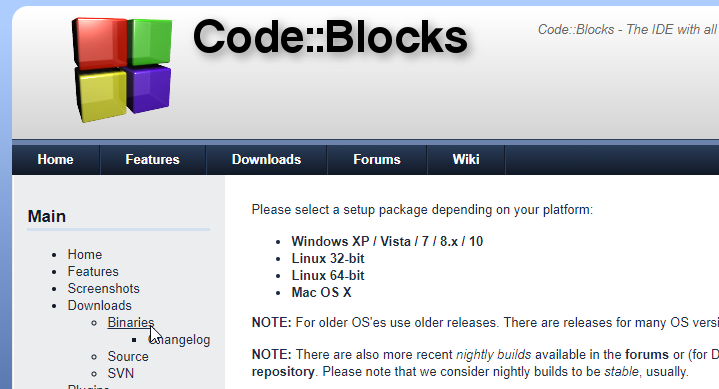 Code::Blocks
Code::Blocks - The IDE with all
Home Features Downloads Forums Wiki
Main
Home
Features
Screenshots
Downloads
Binaries
Changelog
Source
SVN
Plugins
Please select a setup package depending on your platform:
Windows XP / Vista / 7 / 8.x / 10
Linux 32-bit
Linux 64-bit
Mac OS X
NOTE: For older OS'es use older releases. There are releases for many OS versi
NOTE: There are also more recent nightly builds available in the forums or (for D
repository. Please note that we consider nightly builds to be stable, usually.